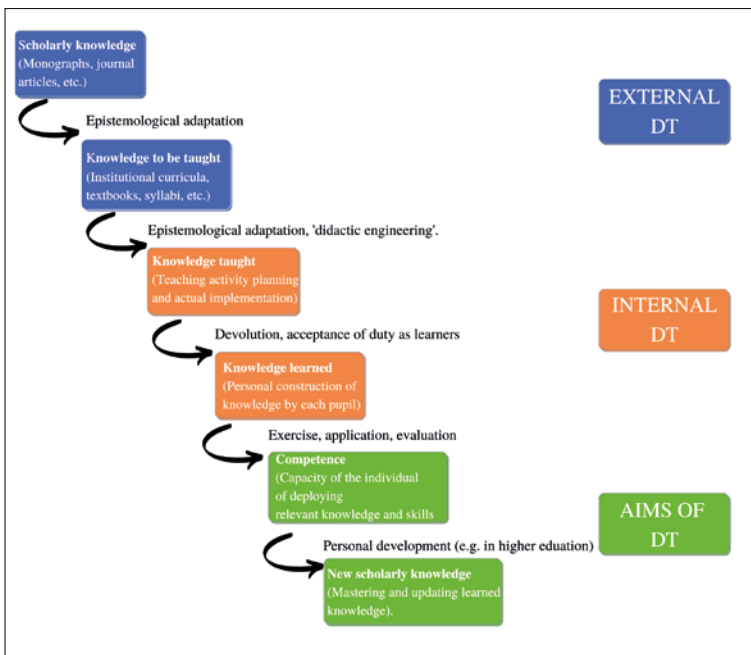 Scholarly knowledge
(Monographs, journal
articles, etc.)
EXTERNAL
DT
Epistemological adaptation
Knowledge to be taught
(Institutional curricula,
textbooks, syllabi, etc.)
Epistemological adaptation, 'didactic engineering'.
Knowledge taught
(Teaching activity planning
and actual implementation)
INTERNAL
DT
Devolution, acceptance of duty as learners
Knowledge learned
(Personal construction of
knowledge by each pupil)
Exercise, application, evaluation
Competence
(Capacity of the individual
of deploying
relevant knowledge and skills
AIMS OF
DT
Personal development (e.g. in higher eduation)
New scholarly knowledge
(Mastering and updating learned
knowledge).